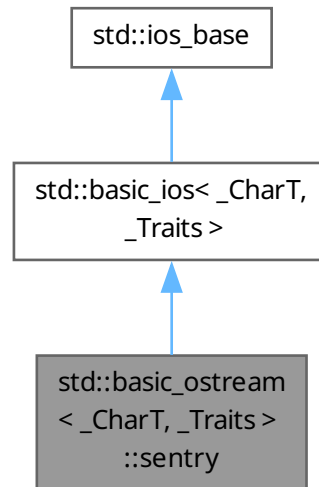 std::ios_base
std::basic_ios< _CharT,
_Traits >
std::basic_ostream
< _CharT, _Traits >
::sentry